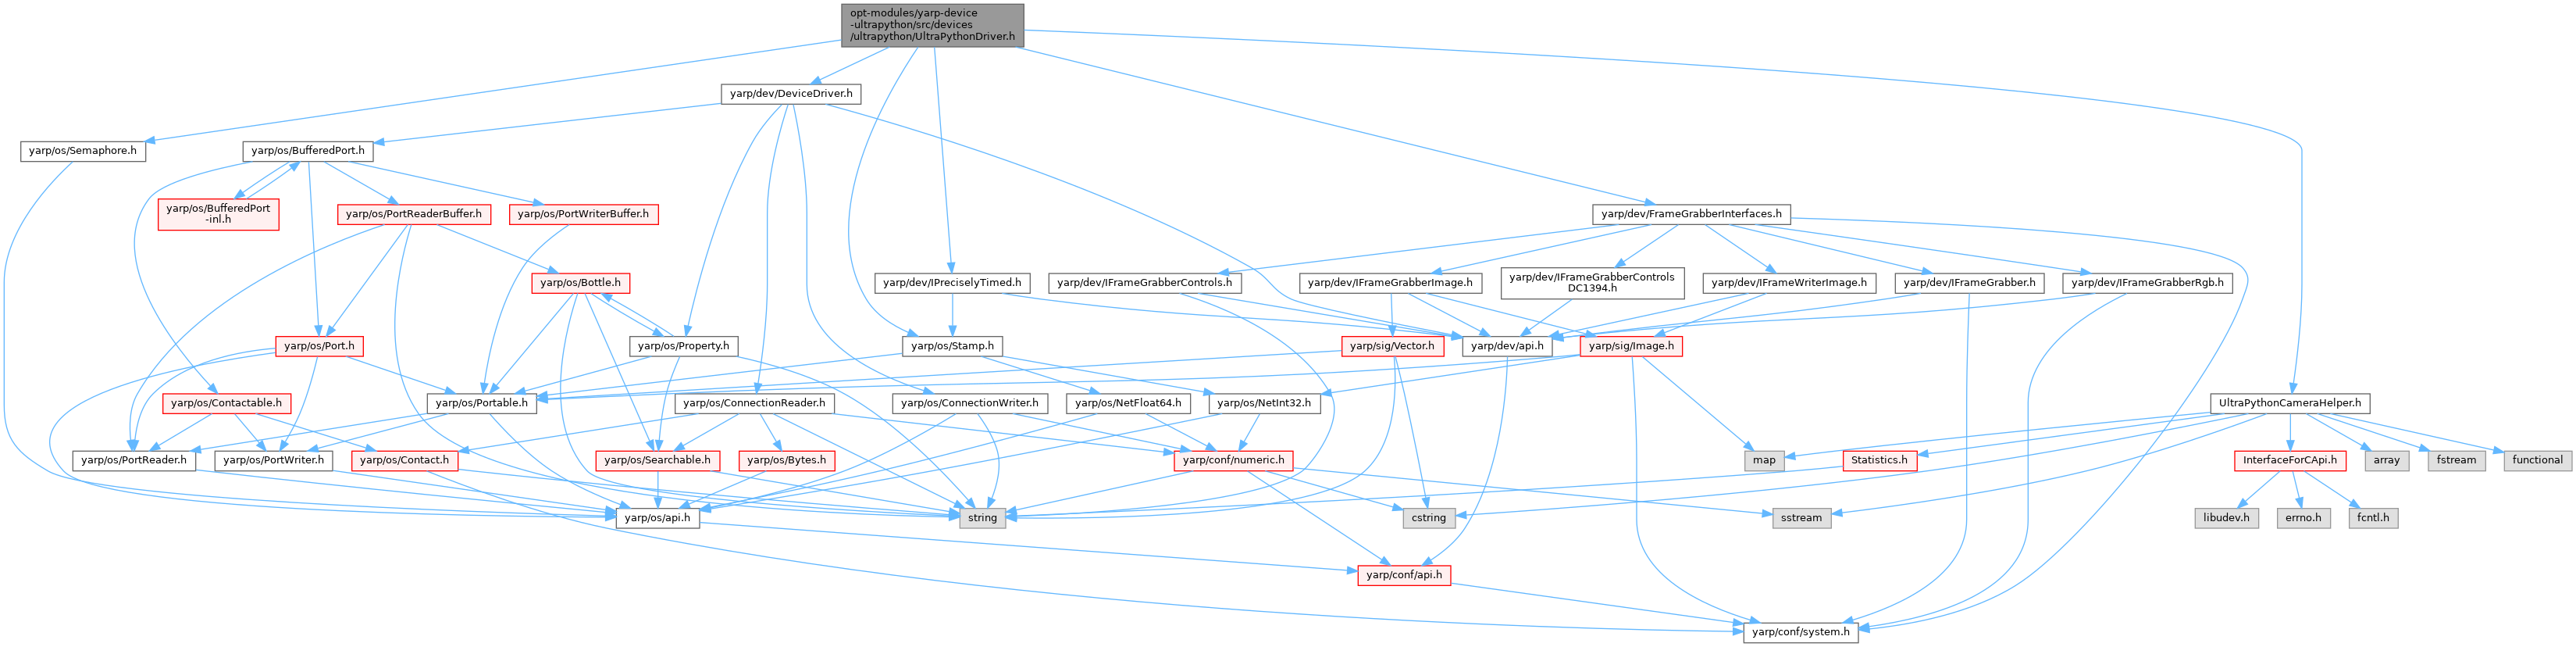 opt-modules/yarp-device
-ultrapython/src/devices
/ultrapython/UltraPythonDriver.h
yarp/dev/DeviceDriver.h
yarp/os/Semaphore.h
yarp/os/BufferedPort.h
yarp/os/BufferedPort
-inl.h
yarp/os/PortReaderBuffer.h
yarp/os/PortWriterBuffer.h
yarp/dev/FrameGrabberInterfaces.h
yarp/os/Bottle.h
yarp/dev/IPreciselyTimed.h
yarp/dev/IFrameGrabberControls.h
yarp/dev/IFrameGrabberImage.h
yarp/dev/IFrameGrabberControls
DC1394.h
yarp/dev/IFrameWriterImage.h
yarp/dev/IFrameGrabber.h
yarp/dev/IFrameGrabberRgb.h
yarp/os/Port.h
yarp/os/Property.h
yarp/os/Stamp.h
yarp/sig/Vector.h
yarp/dev/api.h
yarp/sig/Image.h
yarp/os/Contactable.h
yarp/os/Portable.h
yarp/os/ConnectionReader.h
yarp/os/ConnectionWriter.h
yarp/os/NetFloat64.h
yarp/os/NetInt32.h
UltraPythonCameraHelper.h
yarp/os/PortReader.h
yarp/os/PortWriter.h
yarp/os/Contact.h
yarp/os/Searchable.h
yarp/os/Bytes.h
yarp/conf/numeric.h
map
Statistics.h
InterfaceForCApi.h
array
fstream
functional
yarp/os/api.h
string
cstring
sstream
libudev.h
errno.h
fcntl.h
yarp/conf/api.h
yarp/conf/system.h